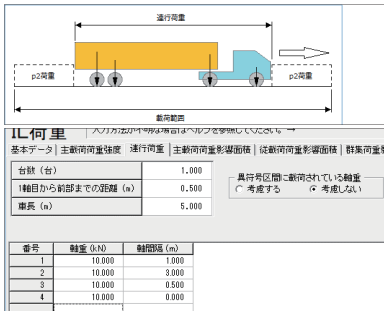 連行荷重
p2荷重
p2荷重
載荷範囲
IL荷重
入力方法が不明な場合はヘルプを参照してください。 →
基本データ 主載荷荷重強度 連行荷重 主載荷荷重影響面積 従載荷荷重影響面積 群集荷重
台数 (台) 1.000
1軸目から前部までの距離 (m) 0.500
車長 (m) 5.000
異符号区間に載荷されている軸重
考慮する 考慮しない
番号 軸重 (kN) 軸間隔 (m)
1 10.000 1.000
2 10.000 3.000
3 10.000 0.500
4 10.000 0.000